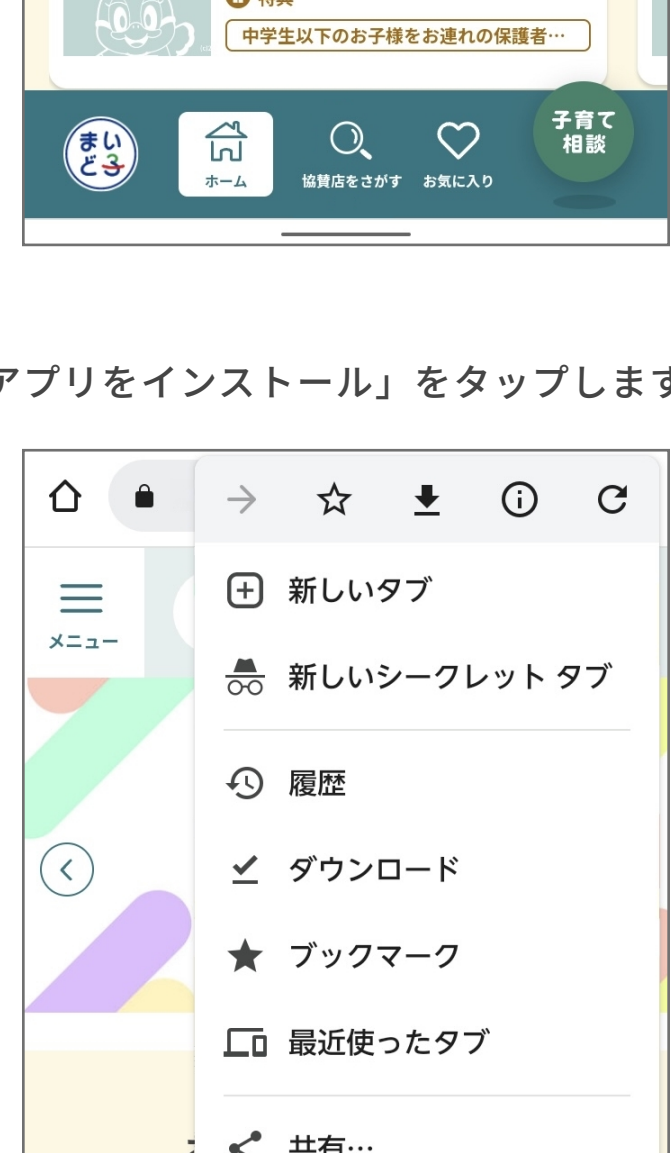 特典
中学生以下のお子様をお連れの保護者…
まい
ど子
ホーム
協賛店をさがす
お気に入り
子育て
相談
アプリをインストール」をタップします
メニュー
新しいタブ
新しいシークレット タブ
履歴
ダウンロード
ブックマーク
最近使ったタブ
共有…